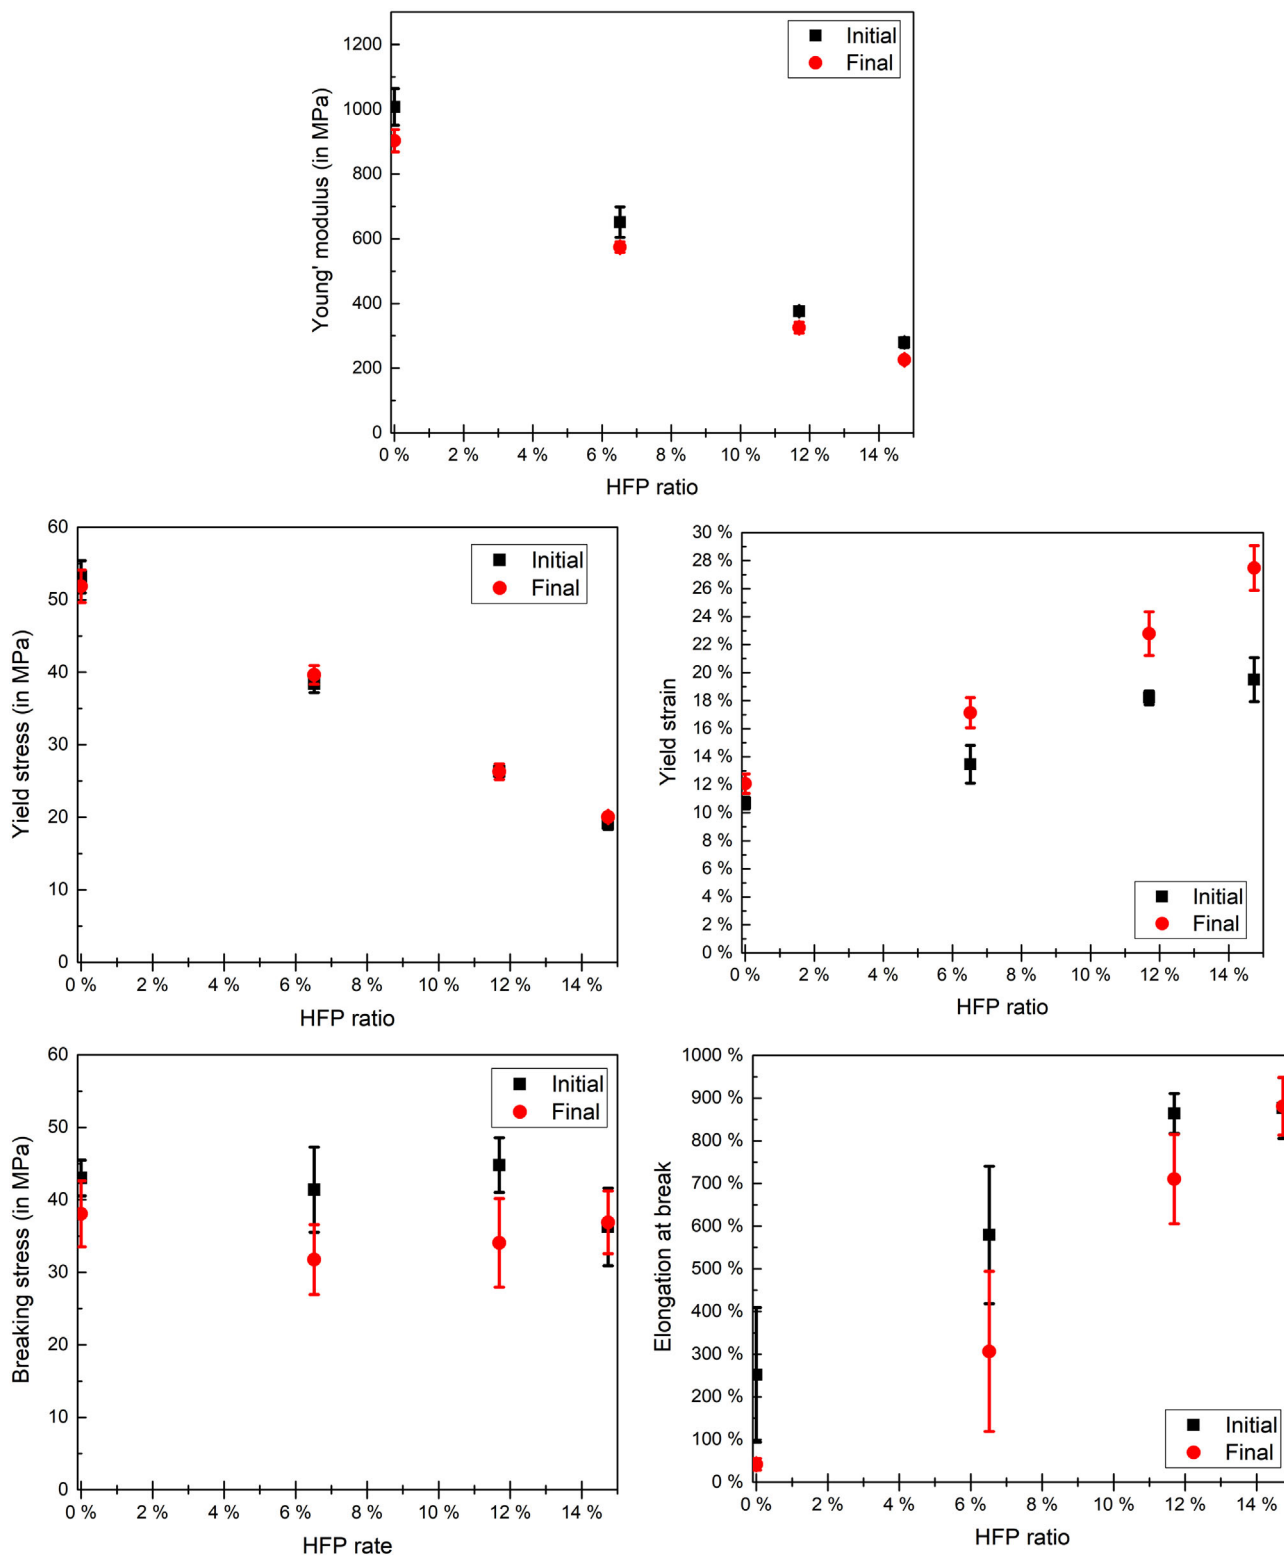 Young' modulus (in MPa)
1200
1000
800
600
400
200
0
Initial
Final
0 % 2 % 4 % 6 % 8 % 10 % 12 % 14 %
HFP ratio
Yield stress (in MPa)
60
50
40
30
20
10
0
Initial
Final
0 % 2 % 4 % 6 % 8 % 10 % 12 % 14 %
HFP ratio
Yield strain
30 %
28 %
26 %
24 %
22 %
20 %
18 %
16 %
14 %
12 %
10 %
8 %
6 %
4 %
2 %
0 %
Initial
Final
0 % 2 % 4 % 6 % 8 % 10 % 12 % 14 %
HFP ratio
Breaking stress (in MPa)
60
50
40
30
20
10
0
Initial
Final
0 % 2 % 4 % 6 % 8 % 10 % 12 % 14 %
HFP rate
Elongation at break
1000 %
900 %
800 %
700 %
600 %
500 %
400 %
300 %
200 %
100 %
0 %
Initial
Final
0 % 2 % 4 % 6 % 8 % 10 % 12 % 14 %
HFP ratio